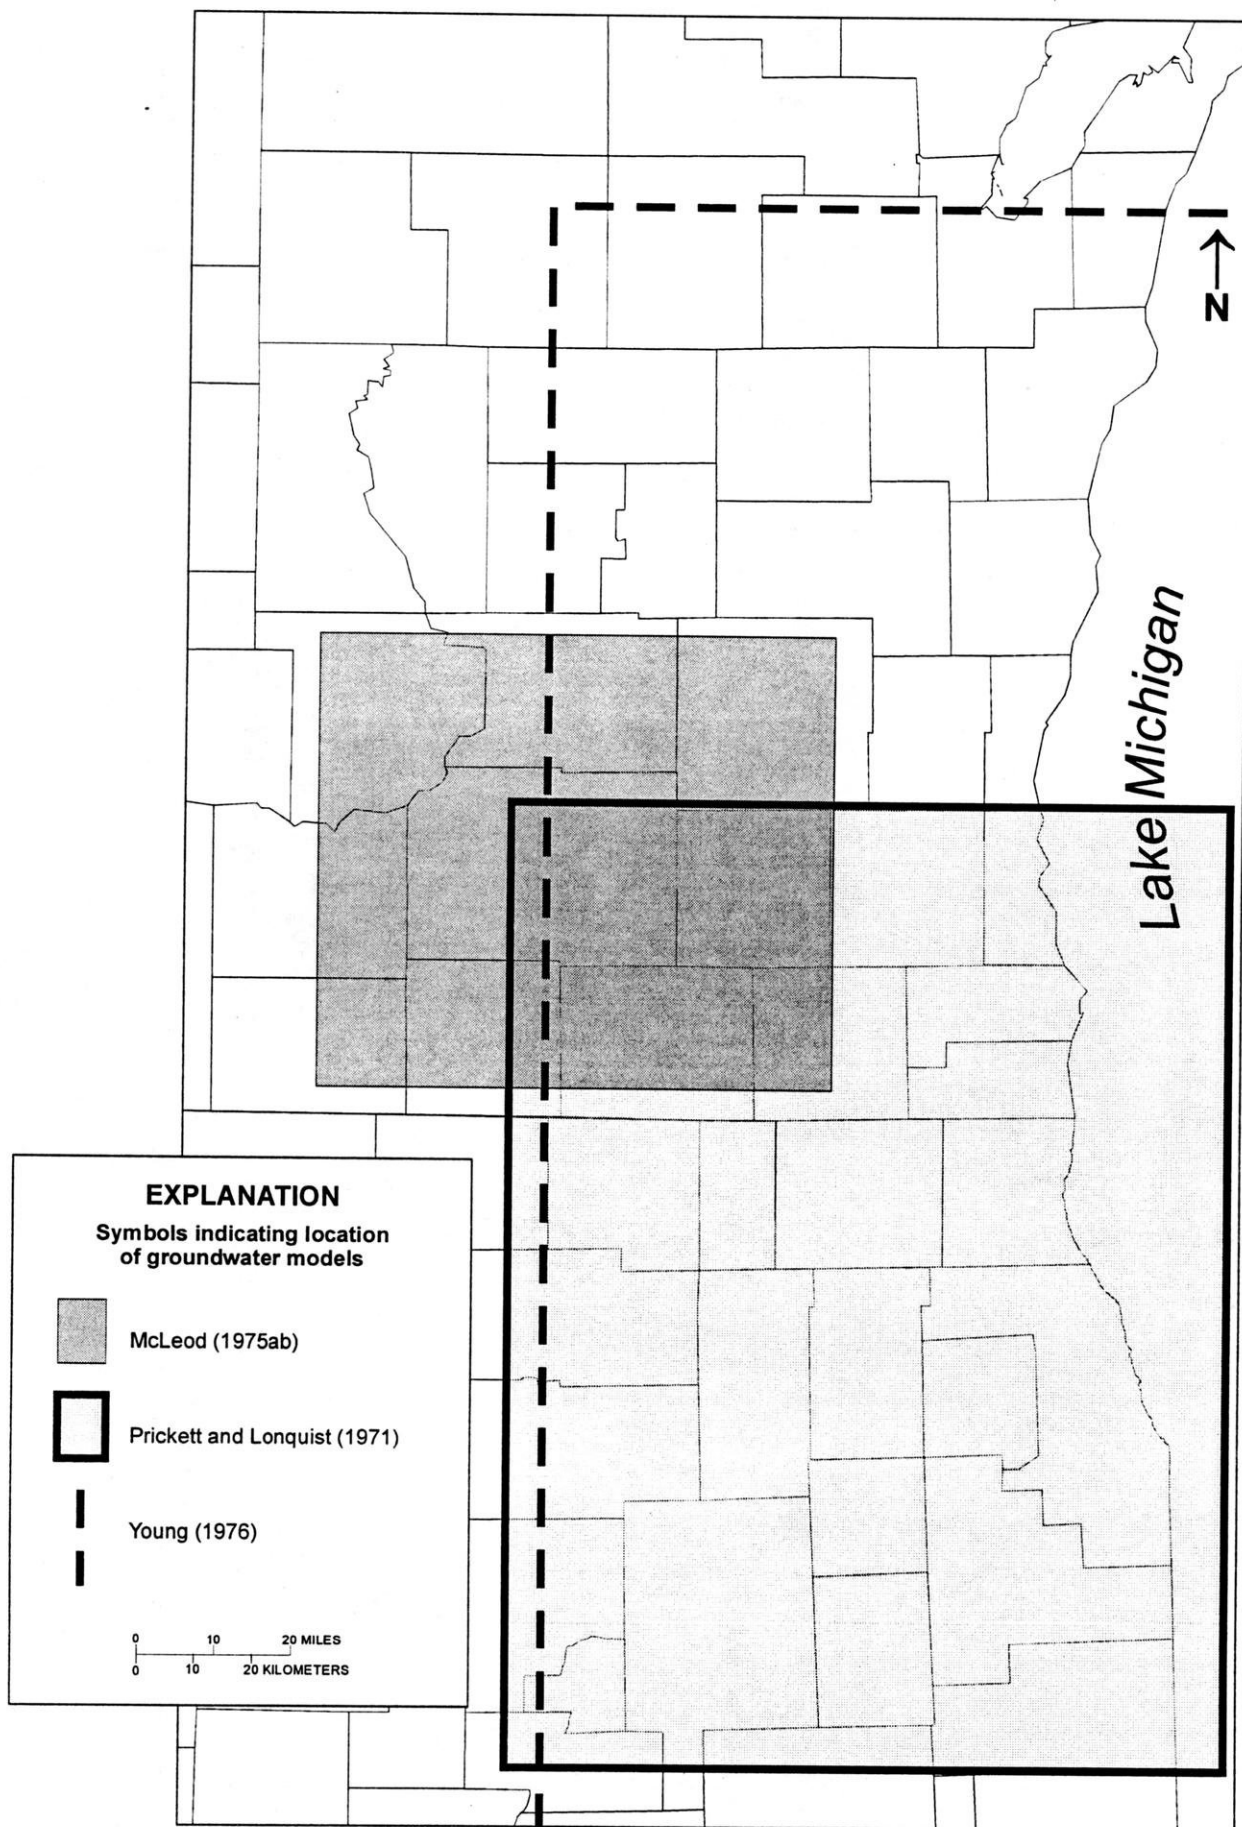 N
Lake Michigan
EXPLANATION
Symbols indicating location
of groundwater models
McLeod (1975ab)
Prickett and Lonquist (1971)
Young (1976)
0 10 20 MILES
0 10 20 KILOMETERS